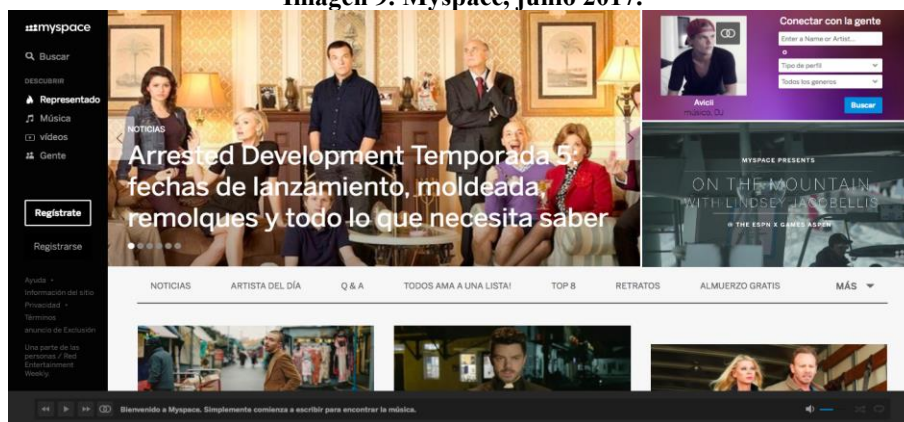 Imagen 9: Myspace, junio 2017.
myspace
Buscar
DESCUBRIR
Representado
Música
vídeos
Gente
Regístrate
Registrarse
Ayuda
Información del sitio
Privacidad
Términos
anuncio de Exclusión
Una parte de las
personas / Red
Entertainment
Weekly.
NOTICIAS
Arrested Development Temporada 5:
fechas de lanzamiento, moldeada,
remolques y todo lo que necesita saber
Conectar con la gente
Enter a Name or Artist...
o
Tipo de perfil
Todos los generos
Buscar
Avicii
música, DJ
MYSPACE PRESENTS
ON THE MOUNTAIN
WITH LINDSEY JACOBELLIS
@ THE ESPN X GAMES ASPEN
NOTICIAS
ARTISTA DEL DÍA
Q & A
TODOS AMA A UNA LISTA!
TOP 8
RETRATOS
ALMUERZO GRATIS
MÁS
Bienvenido a Myspace. Simplemente comienza a escribir para encontrar la música.